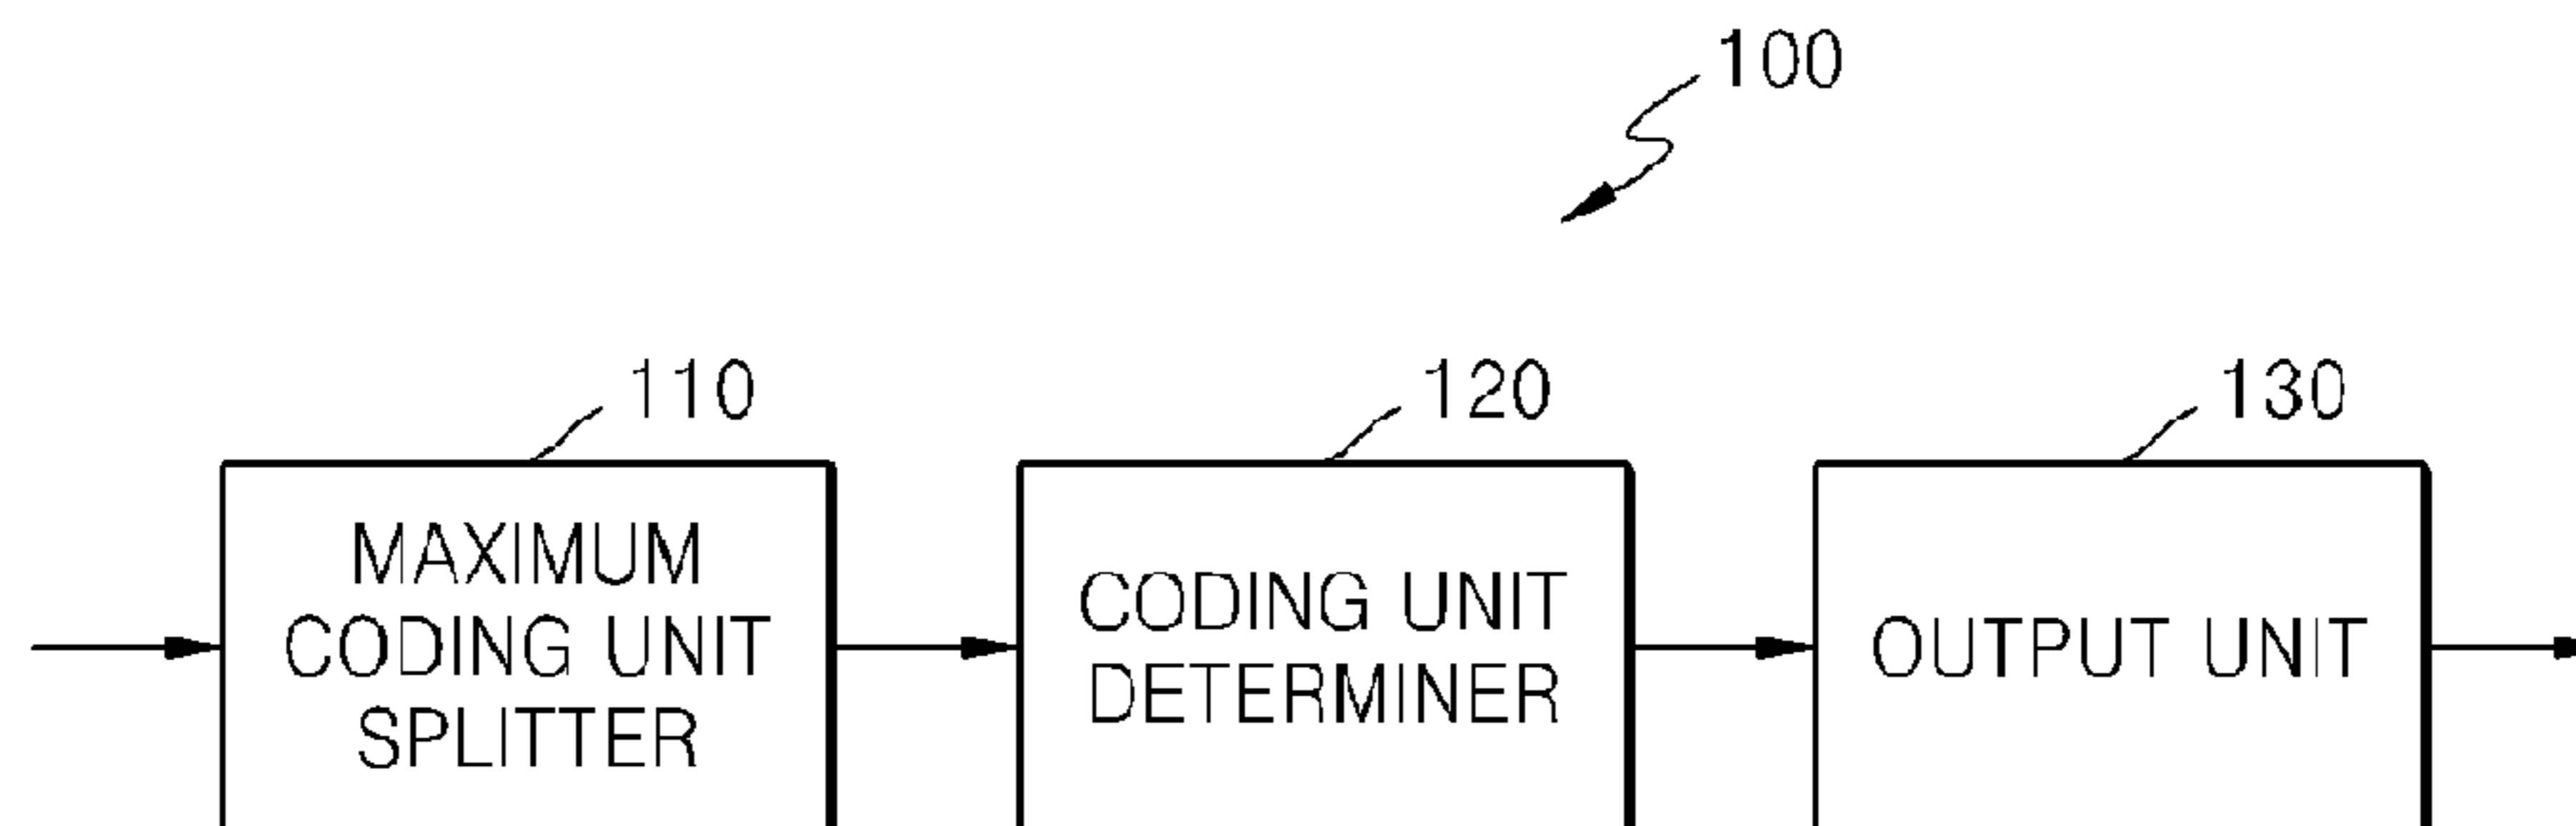 100
110
120
130
MAXIMUM
CODING UNIT
SPLITTER
CODING UNIT
DETERMINER
OUTPUT UNIT